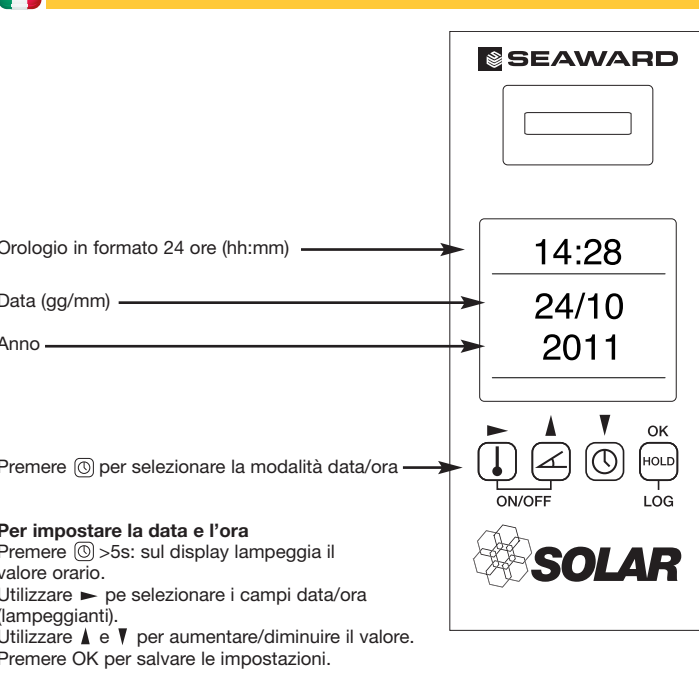 SEAWARD
Orologio in formato 24 ore (hh:mm)
14:28
Data (gg/mm)
24/10
Anno
2011
► ▲ ▼ OK
Premere 🕓 per selezionare la modalità data/ora
HOLD
ON/OFF LOG
Per impostare la data e l'ora
Premere 🕓 >5s: sul display lampeggia il
valore orario.
Utilizzare ► pe selezionare i campi data/ora
(lampeggianti).
Utilizzare ▲ e ▼ per aumentare/diminuire il valore.
Premere OK per salvare le impostazioni.
SOLAR